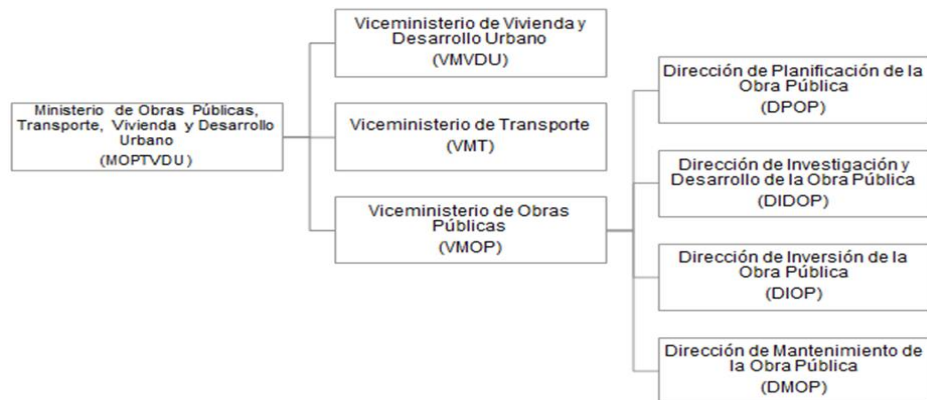 Ministerio de Obras Públicas,
Transporte, Vivienda y Desarrollo
Urbano
(MOPTVDU)
Viceministerio de Vivienda y
Desarrollo Urbano
(VMVDU)
Viceministerio de Transporte
(VMT)
Viceministerio de Obras
Públicas
(VMOP)
Dirección de Planificación de la
Obra Pública
(DPOP)
Dirección de Investigación y
Desarrollo de la Obra Pública
(DIDOP)
Dirección de Inversión de la
Obra Pública
(DIOP)
Dirección de Mantenimiento de
la Obra Pública
(DMOP)